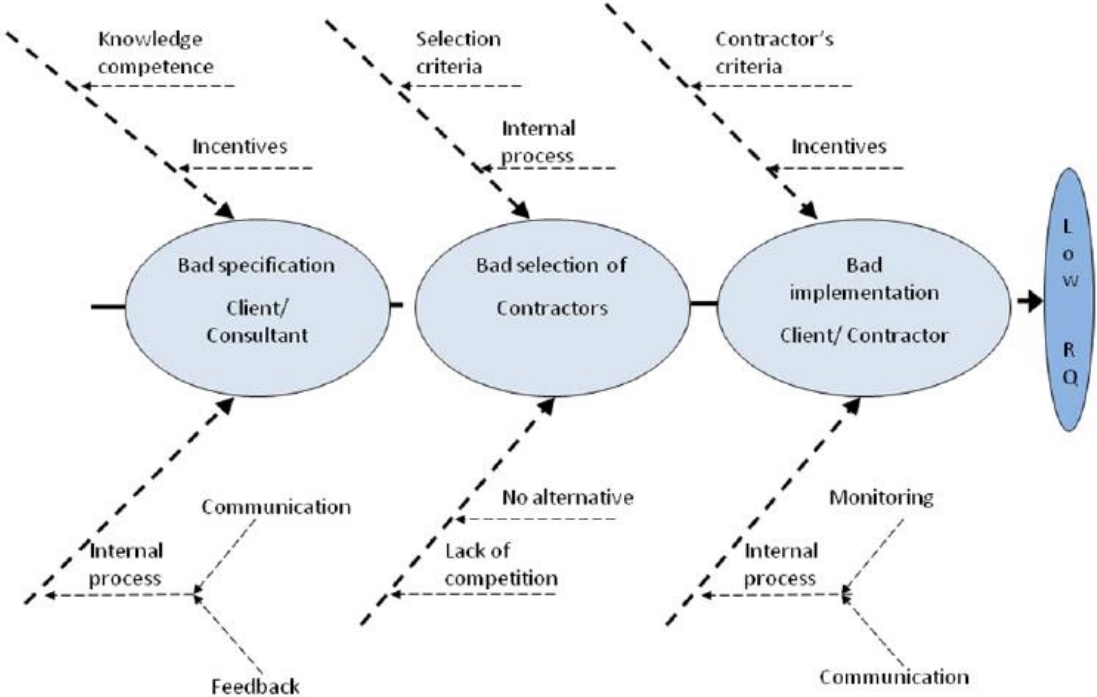 Knowledge
competence
Incentives
Selection
criteria
Internal
process
Contractor's
criteria
Incentives
Bad specification
Client/
Consultant
Bad selection of
Contractors
Bad
implementation
Client/ Contractor
L
o
w
R
Q
Communication
Internal
process
Feedback
No alternative
Lack of
competition
Monitoring
Internal
process
Communication